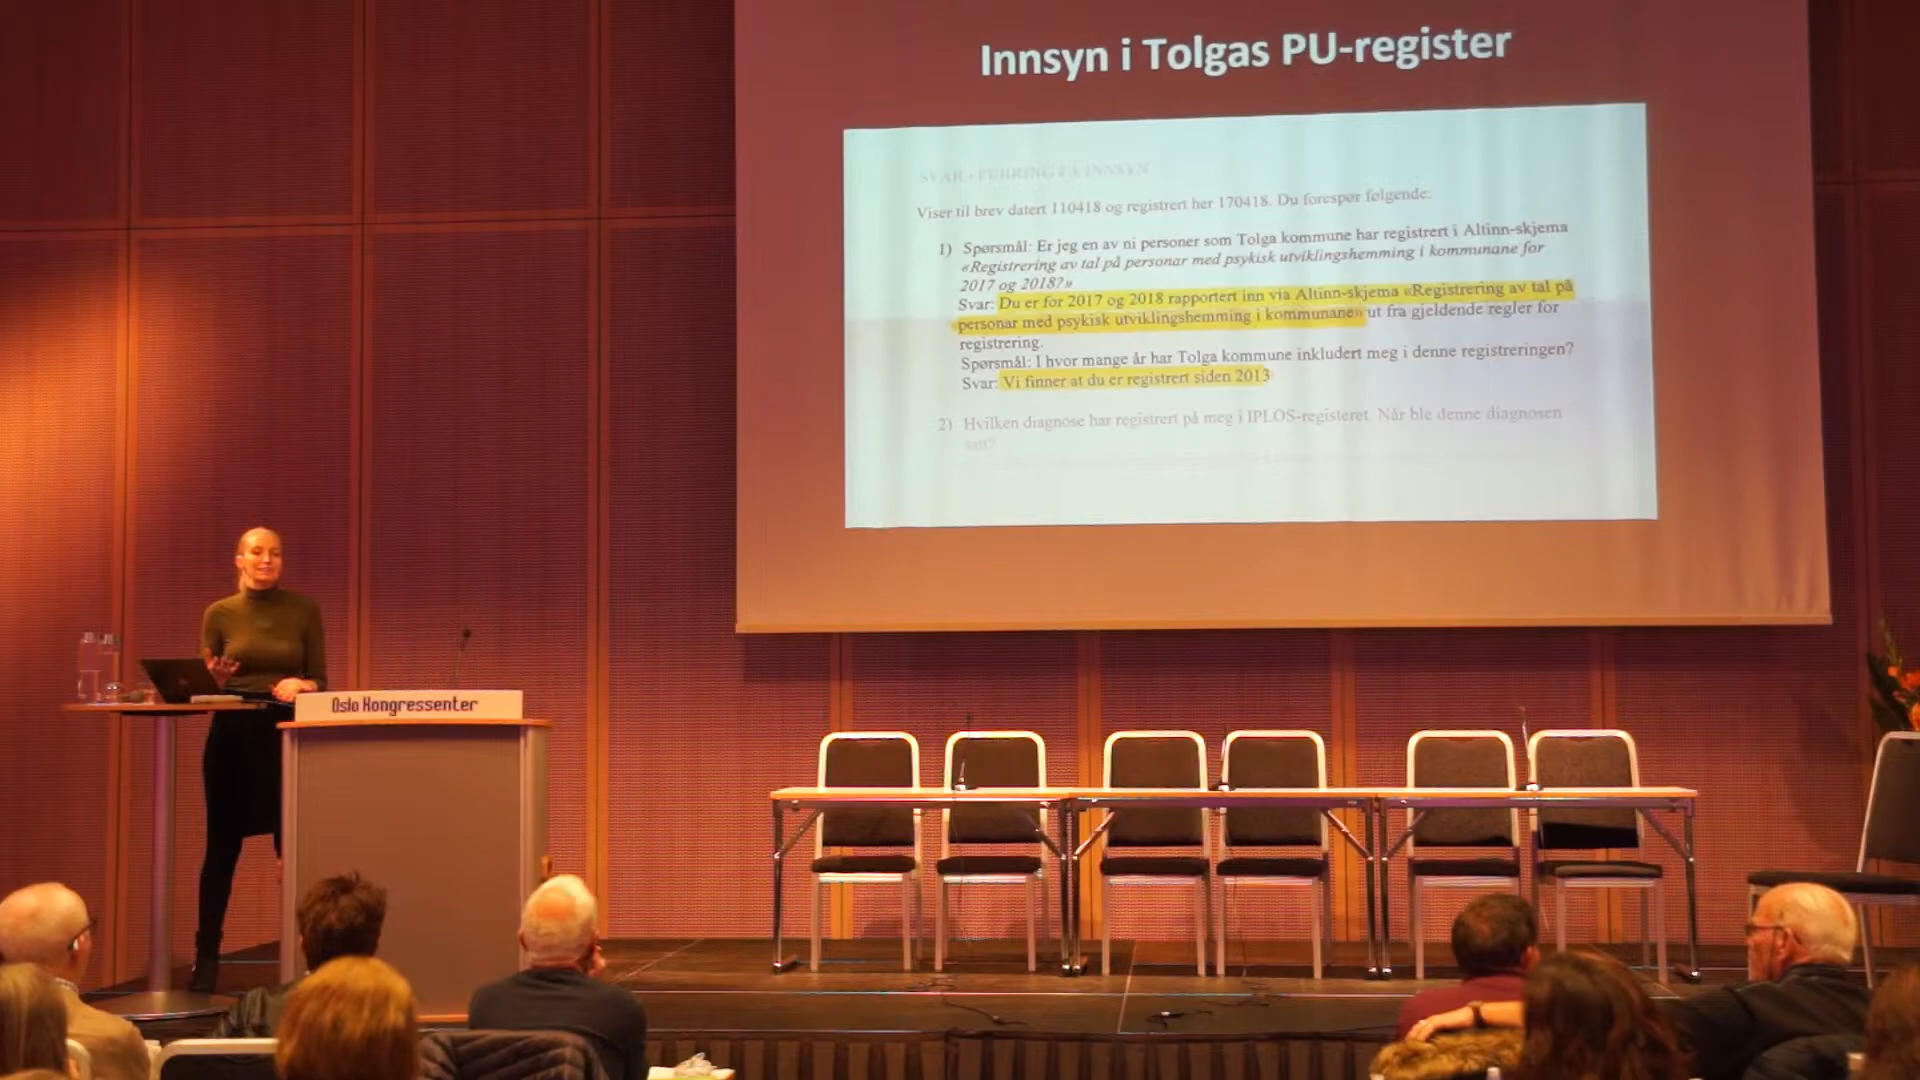 Innsyn i Tolgas PU-register
SVAR - FØRRING PÅ INNSYN
Viser til brev datert 110418 og registrert her 170418. Du forespør følgende:
1) Spørsmål: Er jeg en av ni personer som Tolga kommune har registrert i Altinn-skjema
«Registrering av tal på personar med psykisk utviklingshemming i kommunane for
2017 og 2018?»
Svar: Du er for 2017 og 2018 rapportert inn via Altinn-skjema «Registrering av tal på
personar med psykisk utviklingshemming i kommunane» ut fra gjeldende regler for
registrering.
Spørsmål: I hvor mange år har Tolga kommune inkludert meg i denne registreringen?
Svar: Vi finner at du er registrert siden 2013
2) Hvilken diagnose har registrert på meg i IPLOS-registeret. Når ble denne diagnosen
satt?
Oslo Kongressenter